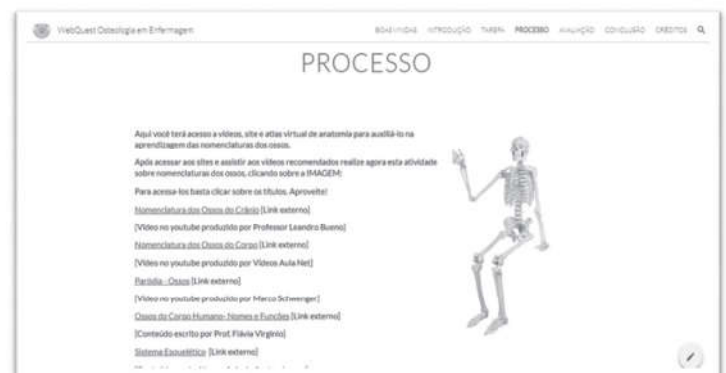 WebQuest Osteologia em Enfermagem
BOAS-VINDAS INTRODUÇÃO TAREFA PROCESSO AVALIAÇÃO CONCLUSÃO CRÉDITOS
PROCESSO
Aqui você terá acesso a vídeos, site e atlas virtual de anatomia para auxiliá-lo na
aprendizagem das nomenclaturas dos ossos.
Após acessar aos sites e assistir aos vídeos recomendados realize agora esta atividade
sobre nomenclaturas dos ossos, clicando sobre a IMAGEM:
Para acessa-los basta clicar sobre os títulos. Aproveite!
Nomenclatura dos Ossos do Crânio [Link externo]
[Vídeo no youtube produzido por Professor Leandro Bueno]
Nomenclatura dos Ossos do Corpo [Link externo]
[Vídeo no youtube produzido por Vídeos Aula Net]
Paródia - Ossos [Link externo]
[Vídeo no youtube produzido por Marco Schwenger]
Ossos do Corpo Humano- Nomes e Funções [Link externo]
[Conteúdo escrito por Prof. Flávia Virginio]
Sistema Esquelético [Link externo]